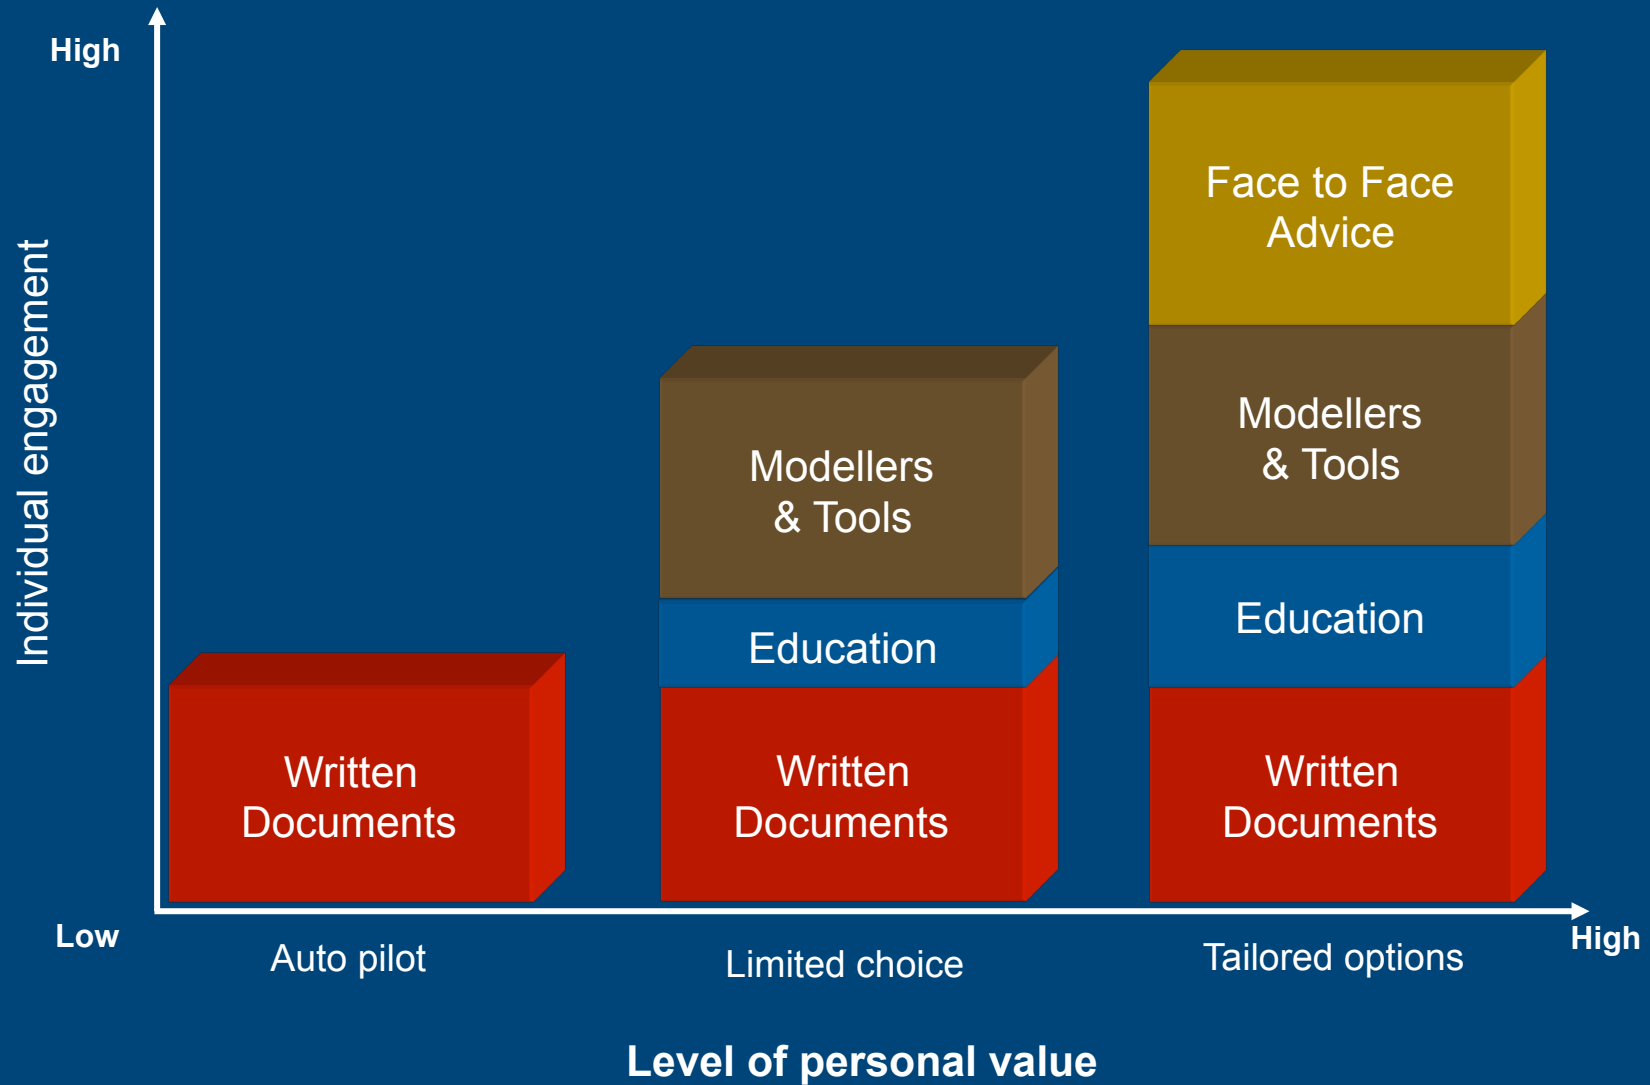 High
Individual engagement
Face to Face
Advice
Modellers
& Tools
Modellers
& Tools
Education
Education
Written
Documents
Written
Documents
Written
Documents
Low
High
Auto pilot
Limited choice
Tailored options
Level of personal value